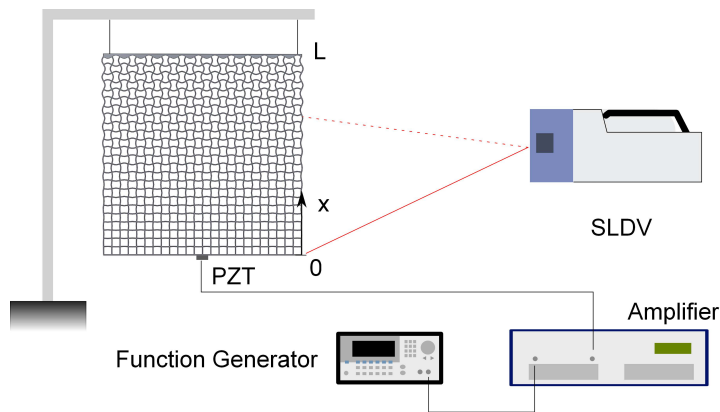 L
x
0
PZT
SLDV
Amplifier
Function Generator